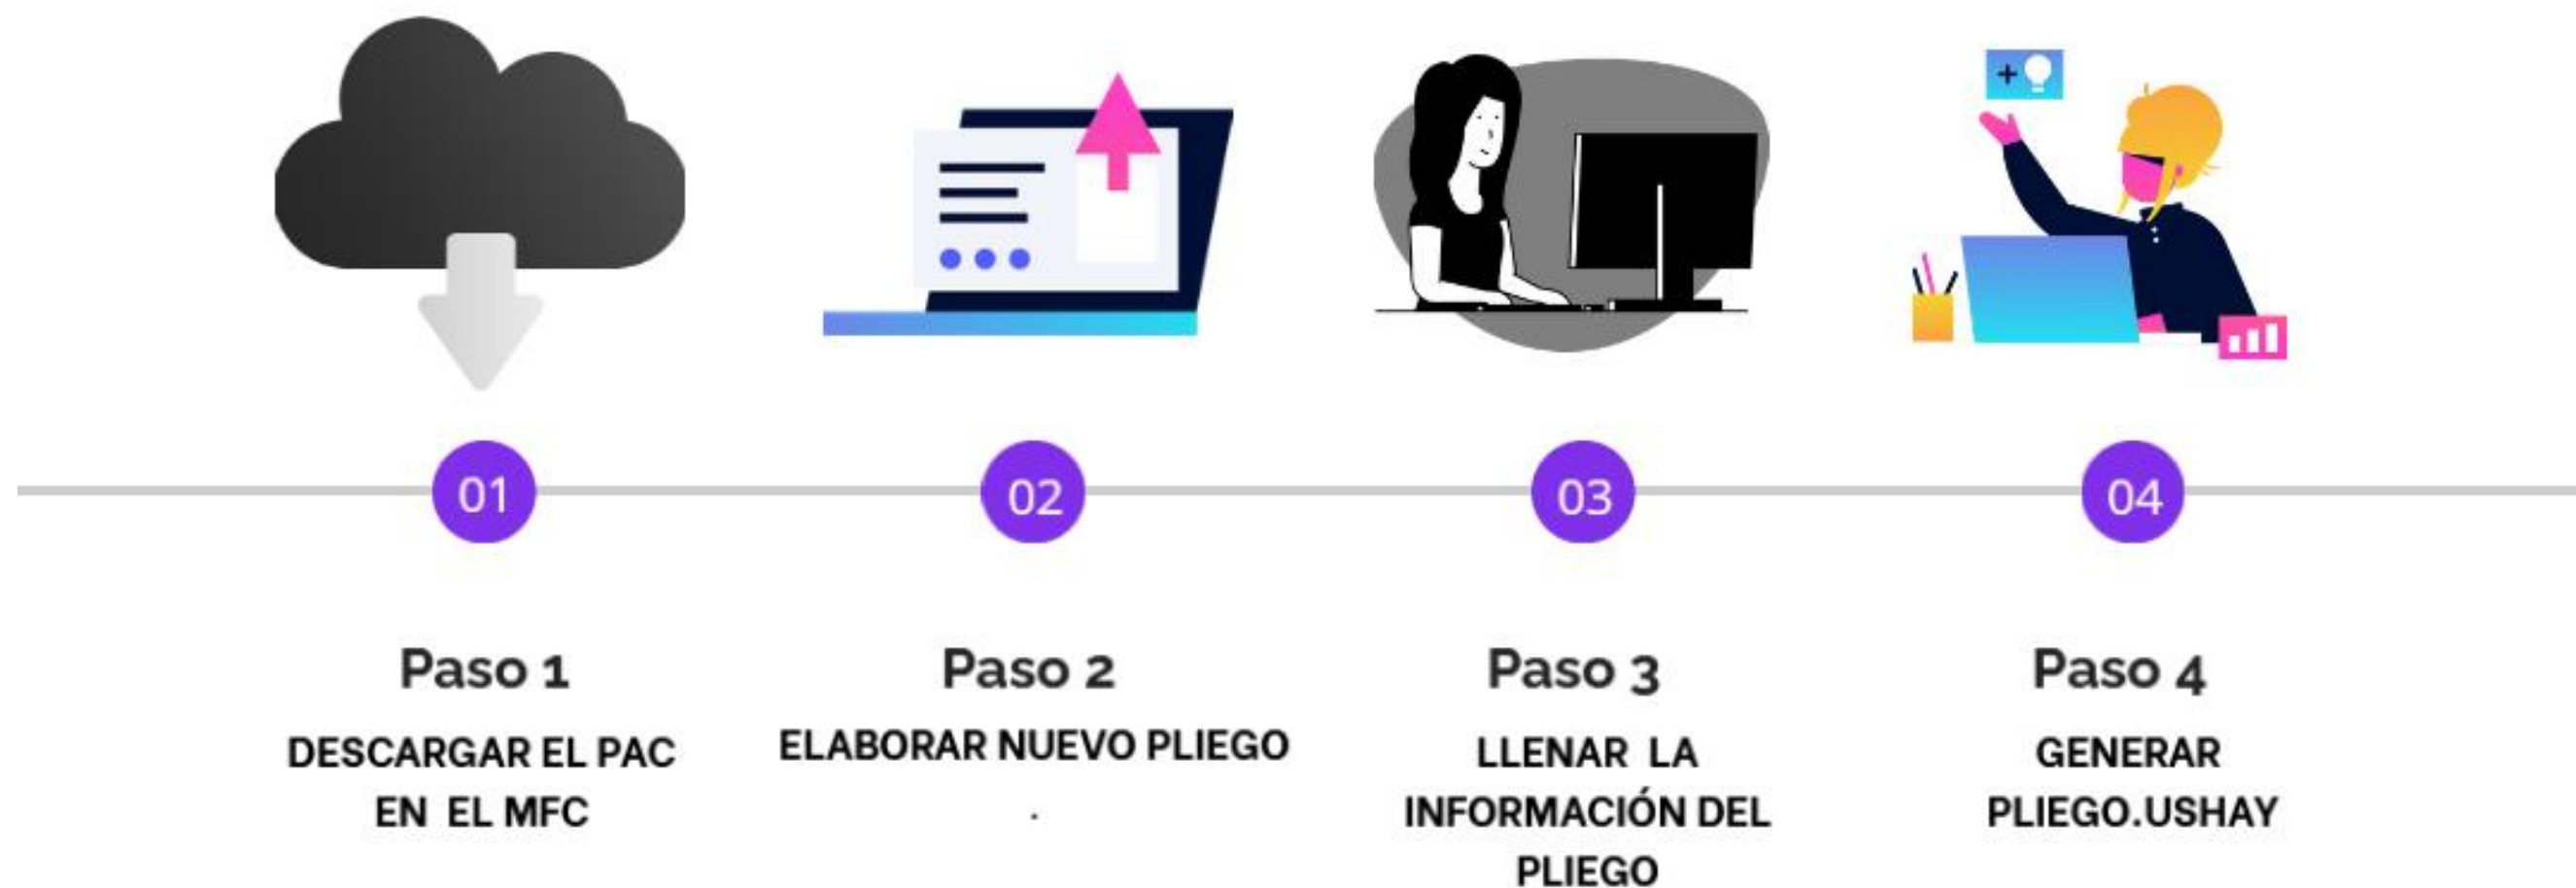 01
02
03
04
Paso 1
DESCARGAR EL PAC
EN EL MFC
Paso 2
ELABORAR NUEVO PLIEGO
.
Paso 3
LLENAR LA
INFORMACIÓN DEL
PLIEGO
Paso 4
GENERAR
PLIEGO.USHAY